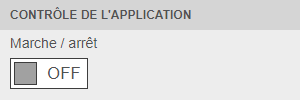 CONTRÔLE DE L'APPLICATION
Marche / arrêt
OFF